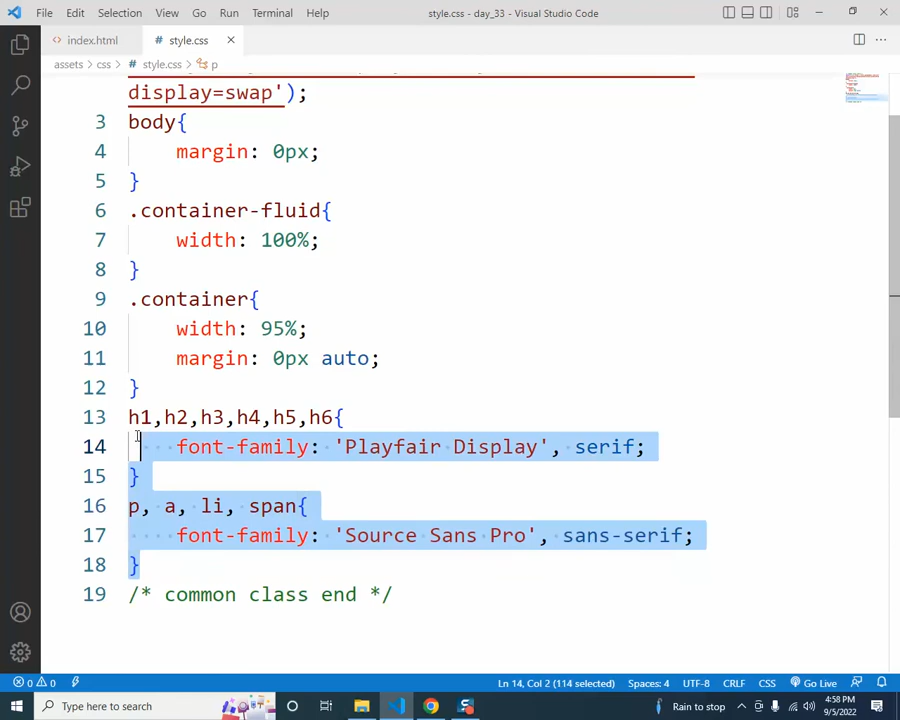 File Edit Selection View Go Run Terminal Help style.css - day_33 - Visual Studio Code
index.html # style.css
assets > css > # style.css > p
display=swap');
3 body{
4 margin: 0px;
5 }
6 .container-fluid{
7 width: 100%;
8 }
9 .container{
10 width: 95%;
11 margin: 0px auto;
12 }
13 h1,h2,h3,h4,h5,h6{
14 font-family: 'Playfair Display', serif;
15 }
16 p, a, li, span{
17 font-family: 'Source Sans Pro', sans-serif;
18 }
19 /* common class end */
0 0 Ln 14, Col 2 (114 selected) Spaces: 4 UTF-8 CRLF CSS Go Live
Type here to search Rain to stop 4:58 PM
9/5/2022